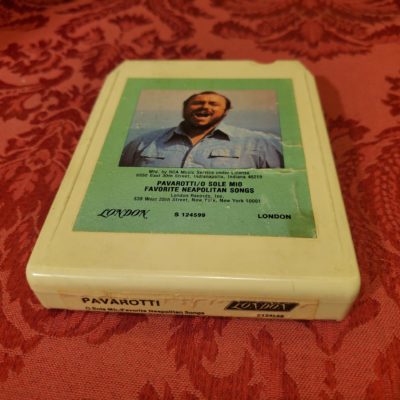 Mfg. by RCA Music Service under License
6550 East 30th Street, Indianapolis, Indiana 46219
PAVAROTTI/O SOLE MIO
FAVORITE NEAPOLITAN SONGS
London Records, Inc.
539 West 25th Street, New York, New York 10001
LONDON S 124599 LONDON
PAVAROTTI LONDON
O Sole Mio/Favorite Neapolitan Songs